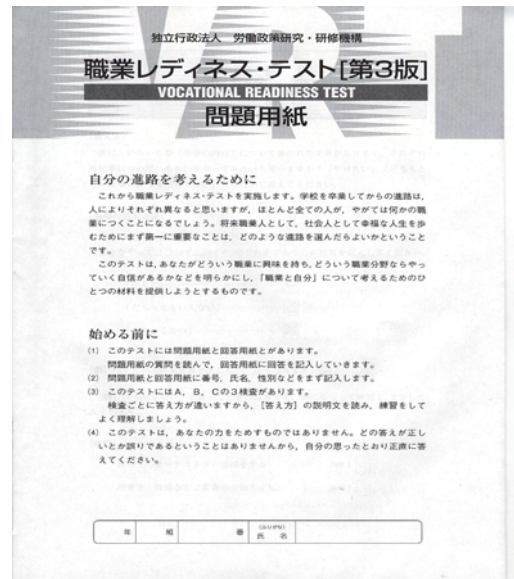 VRT
独立行政法人 労働政策研究・研修機構
職業レディネス・テスト[第3版]
VOCATIONAL READINESS TEST
問題用紙
自分の進路を考えるために
これから職業レディネス・テストを実施します。学校を卒業してからの進路は,
人によりそれぞれ異なると思いますが, ほとんど全ての人が, やがては何かの職
業につくことになるでしょう。将来職業人として, 社会人として幸福な人生を歩
むためにまず第一に重要なことは, どのような進路を選んだらよいかということ
です。
このテストは, あなたがどういう職業に興味を持ち, どういう職業分野ならやっ
ていく自信があるかなどを明らかにし, 「職業と自分」について考えるためのひ
とつの材料を提供しようとするものです。
始める前に
(1) このテストには問題用紙と回答用紙とがあります。
問題用紙の質問を読んで, 回答用紙に回答を記入していきます。
(2) 問題用紙と回答用紙に番号, 氏名, 性別などをまず記入します。
(3) このテストにはA, B, Cの3検査があります。
検査ごとに答え方が違いますから, [答え方]の説明文を読み, 練習をして
よく理解しましょう。
(4) このテストは, あなたの力をためすものではありません。どの答えが正し
いとか誤りであるということはありませんから, 自分の思ったとおり正直に答
えてください。
年 組 番 (ふりがな) 氏 名